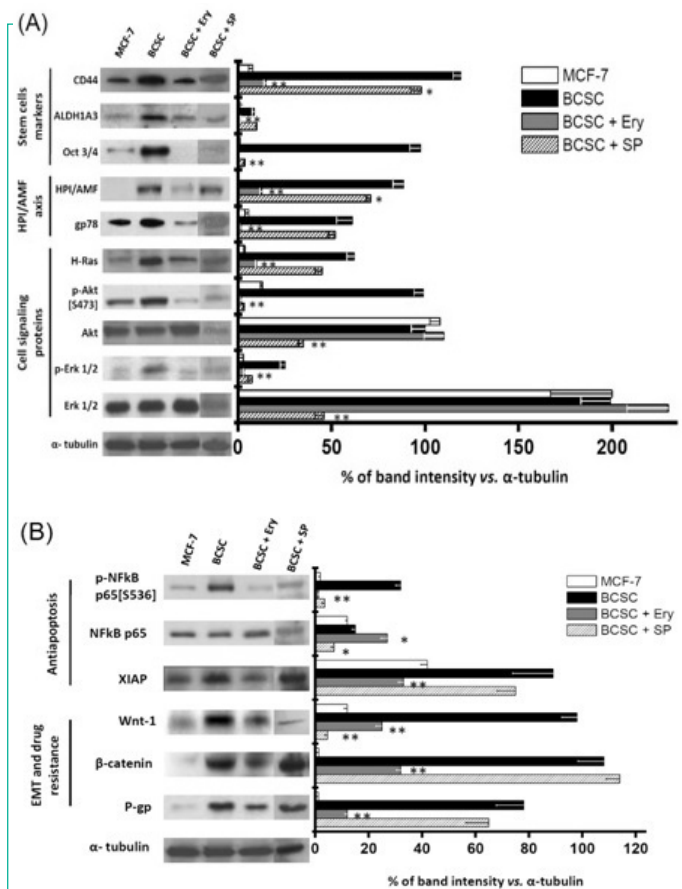 (A)
MCF-7 BCSC BCSC + Ery BCSC + SP
Stem cells
markers
CD44
ALDH1A3
Oct 3/4
HPI/AMF
axis
HPI/AMF
gp78
Cell signaling
proteins
H-Ras
p-Akt
[S473]
Akt
p-Erk 1/2
Erk 1/2
α- tubulin
**
*
**
**
**
*
**
**
**
**
**
**
MCF-7
BCSC
BCSC + Ery
BCSC + SP
0 50 100 150 200
% of band intensity vs. α-tubulin
(B)
MCF-7 BCSC BCSC + Ery BCSC + SP
Antiapoptosis
p-NFkB
p65[S536]
NFkB p65
XIAP
EMT and drug
resistance
Wnt-1
β-catenin
P-gp
α- tubulin
**
*
*
**
**
**
**
**
MCF-7
BCSC
BCSC + Ery
BCSC + SP
0 20 40 60 80 100 120
% of band intensity vs. α-tubulin